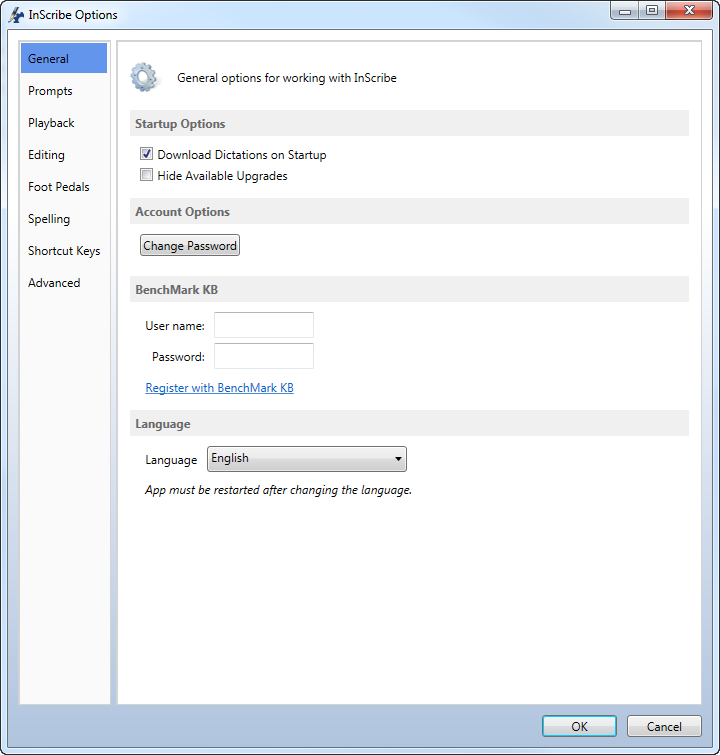 InScribe Options
General
Prompts
Playback
Editing
Foot Pedals
Spelling
Shortcut Keys
Advanced
General options for working with InScribe
Startup Options
Download Dictations on Startup
Hide Available Upgrades
Account Options
Change Password
BenchMark KB
User name:
Password:
Register with BenchMark KB
Language
Language English
App must be restarted after changing the language.
OK Cancel